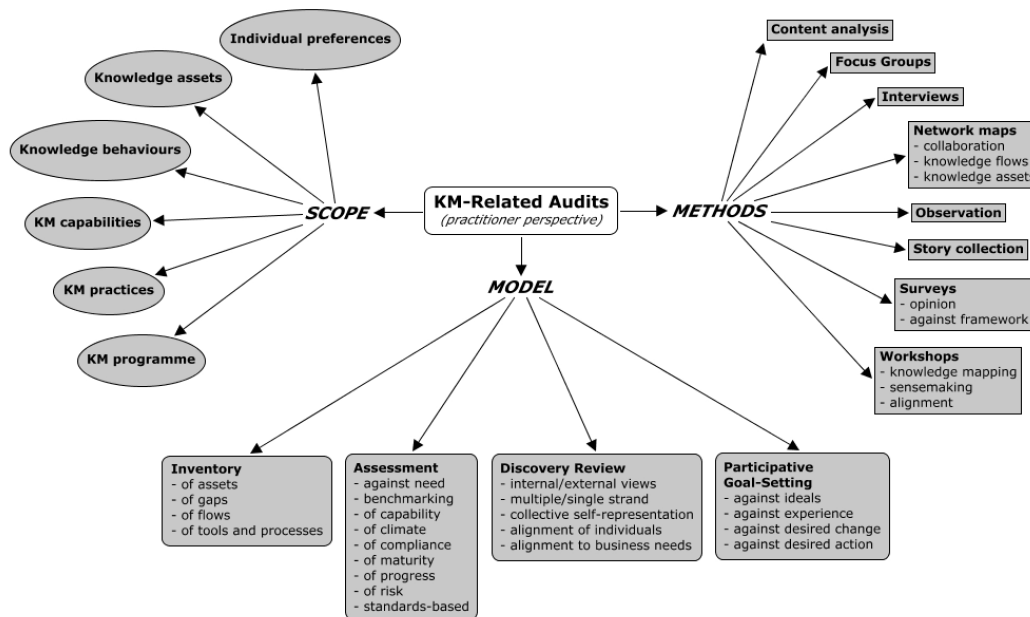 Individual preferences
Knowledge assets
Knowledge behaviours
KM capabilities
KM practices
KM programme
SCOPE
KM-Related Audits
(practitioner perspective)
METHODS
Content analysis
Focus Groups
Interviews
Network maps
- collaboration
- knowledge flows
- knowledge assets
Observation
Story collection
Surveys
- opinion
- against framework
Workshops
- knowledge mapping
- sensemaking
- alignment
MODEL
Inventory
- of assets
- of gaps
- of flows
- of tools and processes
Assessment
- against need
- benchmarking
- of capability
- of climate
- of compliance
- of maturity
- of progress
- of risk
- standards-based
Discovery Review
- internal/external views
- multiple/single strand
- collective self-representation
- alignment of individuals
- alignment to business needs
Participative
Goal-Setting
- against ideals
- against experience
- against desired change
- against desired action